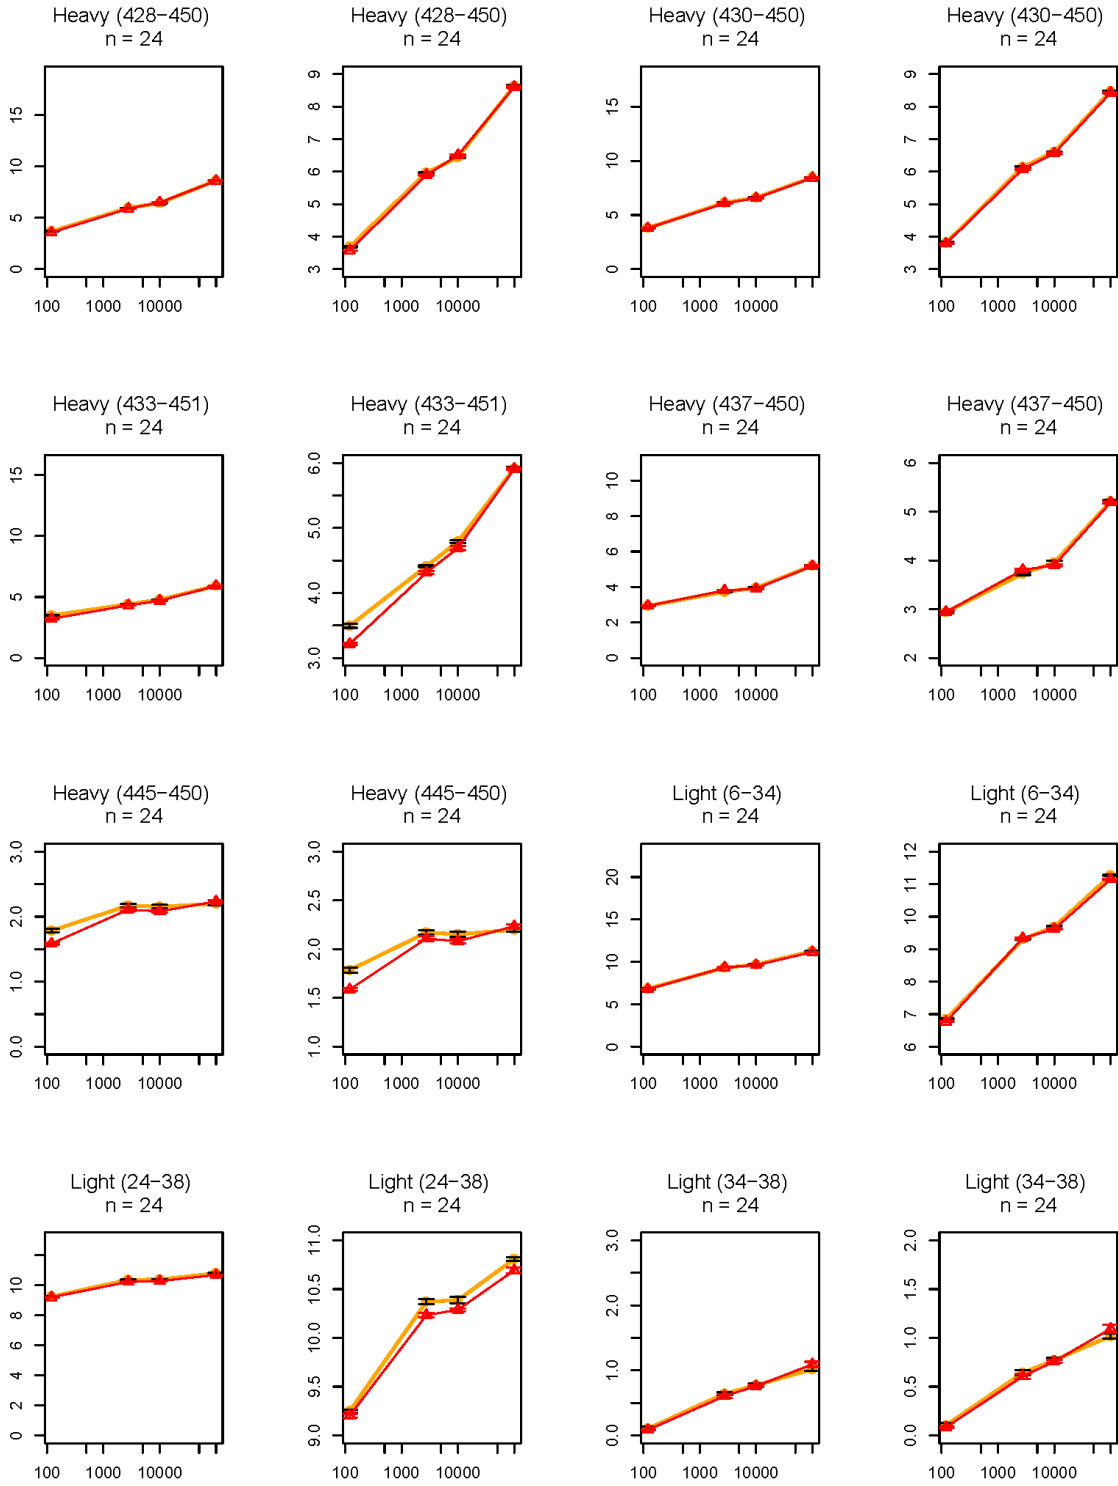 Heavy (428−450)
n = 24
Heavy (428−450)
n = 24
Heavy (430−450)
n = 24
Heavy (430−450)
n = 24
0 5 10 15
3 4 5 6 7 8 9
0 5 10 15
3 4 5 6 7 8 9
100 1000 10000
100 1000 10000
100 1000 10000
100 1000 10000
Heavy (433−451)
n = 24
Heavy (433−451)
n = 24
Heavy (437−450)
n = 24
Heavy (437−450)
n = 24
0 5 10 15
3.0 4.0 5.0 6.0
0 2 4 6 8 10
2 3 4 5 6
100 1000 10000
100 1000 10000
100 1000 10000
100 1000 10000
Heavy (445−450)
n = 24
Heavy (445−450)
n = 24
Light (6−34)
n = 24
Light (6−34)
n = 24
0.0 1.0 2.0 3.0
1.0 1.5 2.0 2.5 3.0
0 5 10 15 20
6 7 8 9 10 11 12
100 1000 10000
100 1000 10000
100 1000 10000
100 1000 10000
Light (24−38)
n = 24
Light (24−38)
n = 24
Light (34−38)
n = 24
Light (34−38)
n = 24
0 2 4 6 8 10
9.0 9.5 10.0 10.5 11.0
0.0 1.0 2.0 3.0
0.0 0.5 1.0 1.5 2.0
100 1000 10000
100 1000 10000
100 1000 10000
100 1000 10000